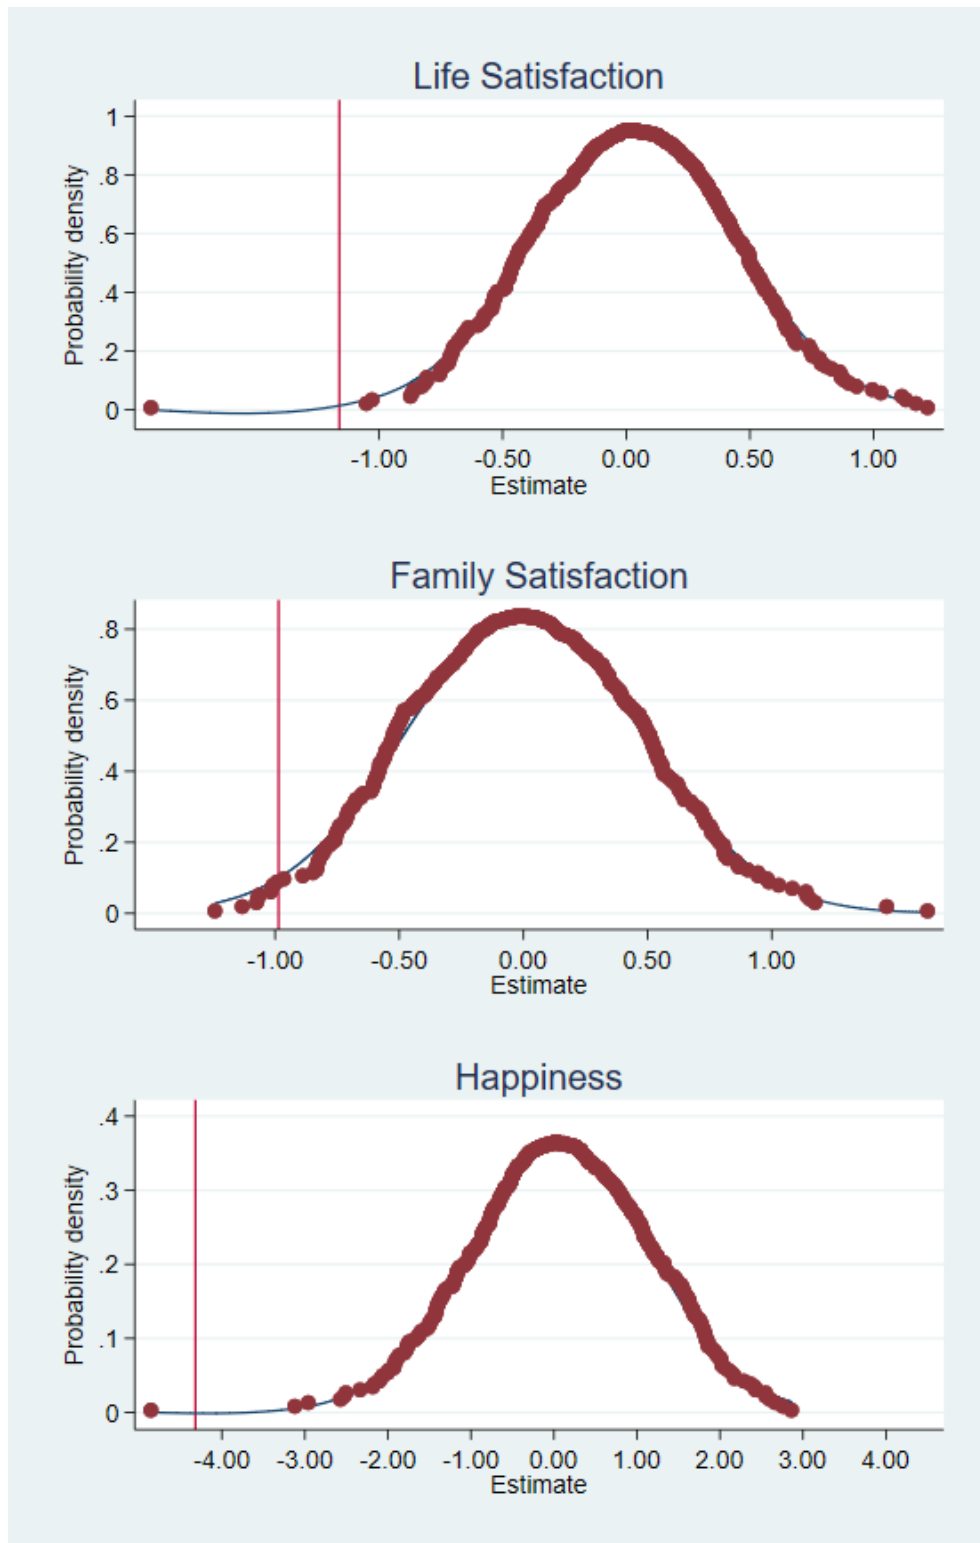 Life Satisfaction
Probability density
1
.8
.6
.4
.2
0
-1.00 -0.50 0.00 0.50 1.00
Estimate
Family Satisfaction
Probability density
.8
.6
.4
.2
0
-1.00 -0.50 0.00 0.50 1.00
Estimate
Happiness
Probability density
.4
.3
.2
.1
0
-4.00 -3.00 -2.00 -1.00 0.00 1.00 2.00 3.00 4.00
Estimate